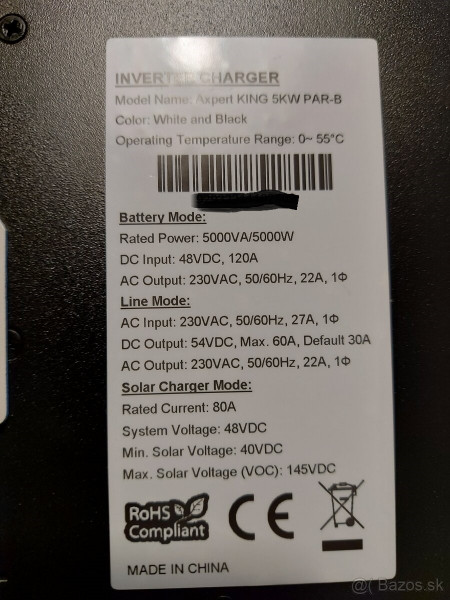 INVERTER CHARGER
Model Name: Axpert KING 5KW PAR-B
Color: White and Black
Operating Temperature Range: 0~ 55°C
Battery Mode:
Rated Power: 5000VA/5000W
DC Input: 48VDC, 120A
AC Output: 230VAC, 50/60Hz, 22A, 1Φ
Line Mode:
AC Input: 230VAC, 50/60Hz, 27A, 1Φ
DC Output: 54VDC, Max. 60A, Default 30A
AC Output: 230VAC, 50/60Hz, 22A, 1Φ
Solar Charger Mode:
Rated Current: 80A
System Voltage: 48VDC
Min. Solar Voltage: 40VDC
Max. Solar Voltage (VOC): 145VDC
RoHS
Compliant
CE
MADE IN CHINA
@( Bazos.sk